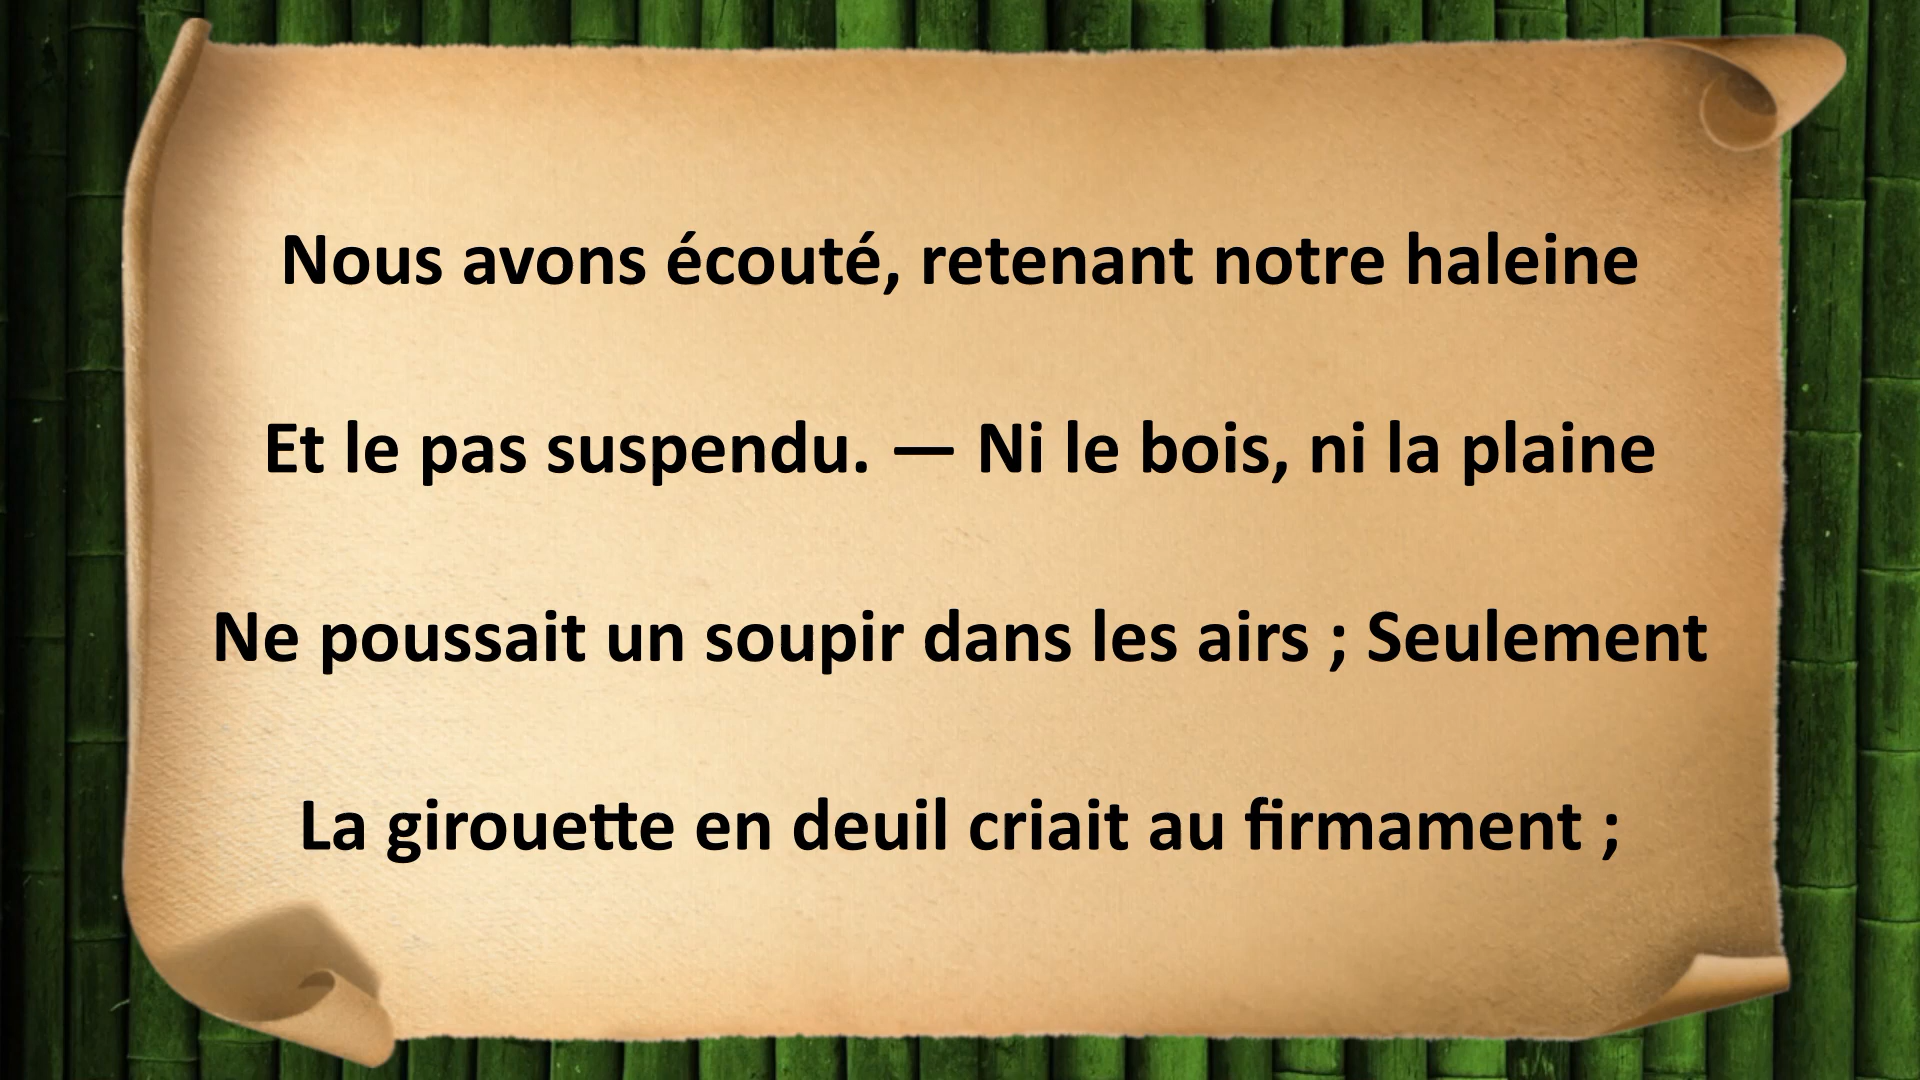 Nous avons écouté, retenant notre haleine
Et le pas suspendu. — Ni le bois, ni la plaine
Ne poussait un soupir dans les airs ; Seulement
La girouette en deuil criait au firmament ;